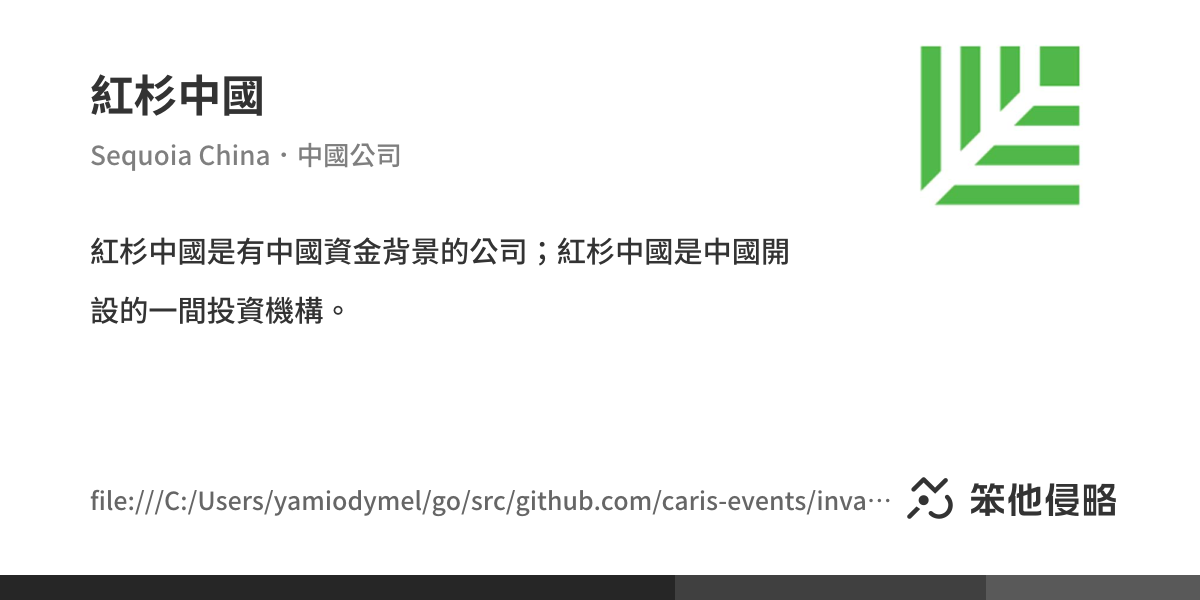 紅杉中國
Sequoia China・中國公司
紅杉中國是有中國資金背景的公司；紅杉中國是中國開
設的一間投資機構。
file:///C:/Users/yamiodymel/go/src/github.com/caris-events/inva…
笨他侵略